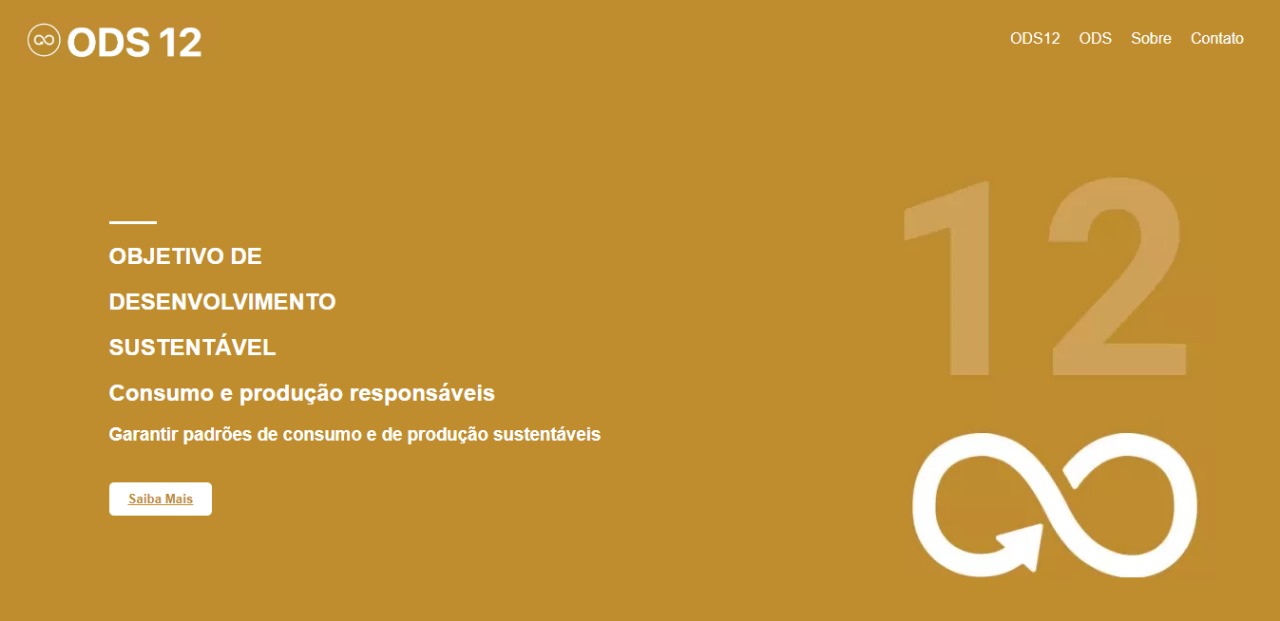 ODS 12
ODS12 ODS Sobre Contato
12
OBJETIVO DE
DESENVOLVIMENTO
SUSTENTÁVEL
Consumo e produção responsáveis
Garantir padrões de consumo e de produção sustentáveis
Saiba Mais